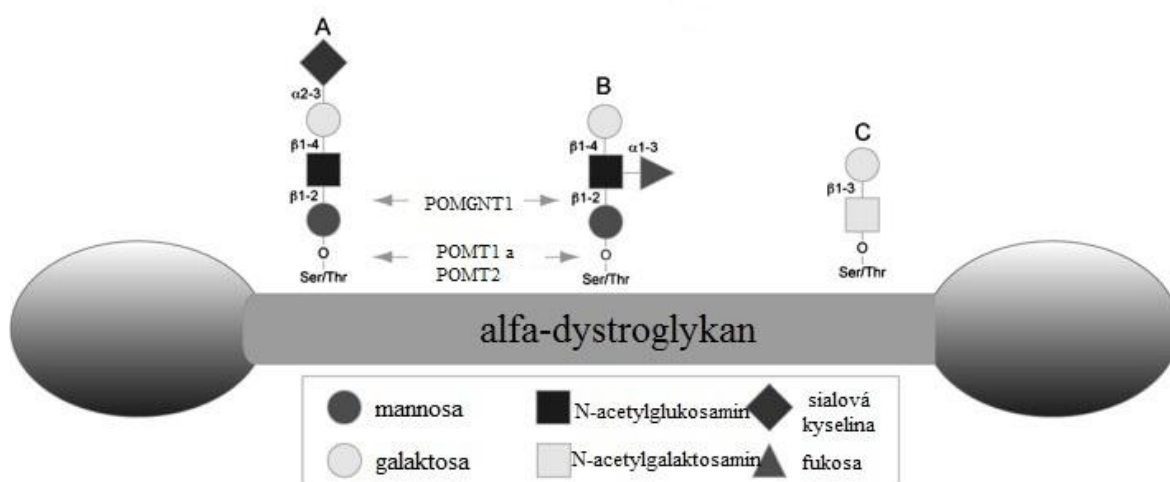 A
α2-3
β1-4
β1-2
O
Ser/Thr
POMGNT1
POMT1 a
POMT2
B
β1-4
α1-3
β1-2
O
Ser/Thr
C
β1-3
O
Ser/Thr
alfa-dystroglykan
mannosa
N-acetylglukosamin
sialová
kyselina
galaktosa
N-acetylgalaktosamin
fukosa